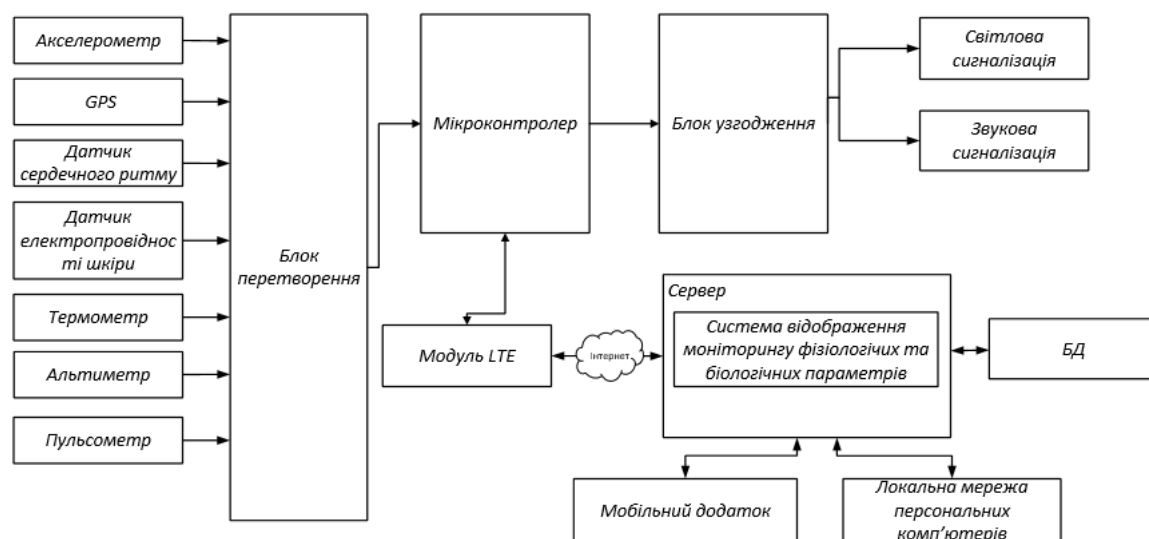 Акселерометр
GPS
Датчик
сердечного ритму
Датчик
електропровіднос
ті шкіри
Термометр
Альтиметр
Пульсометр
Блок
перетворення
Мікроконтролер
Блок узгодження
Світлова
сигналізація
Звукова
сигналізація
Модуль LTE
Інтернет
Сервер
Система відображення
моніторингу фізіологічих та
біологічних параметрів
БД
Мобільний додаток
Локальна мережа
персональних
комп’ютерів